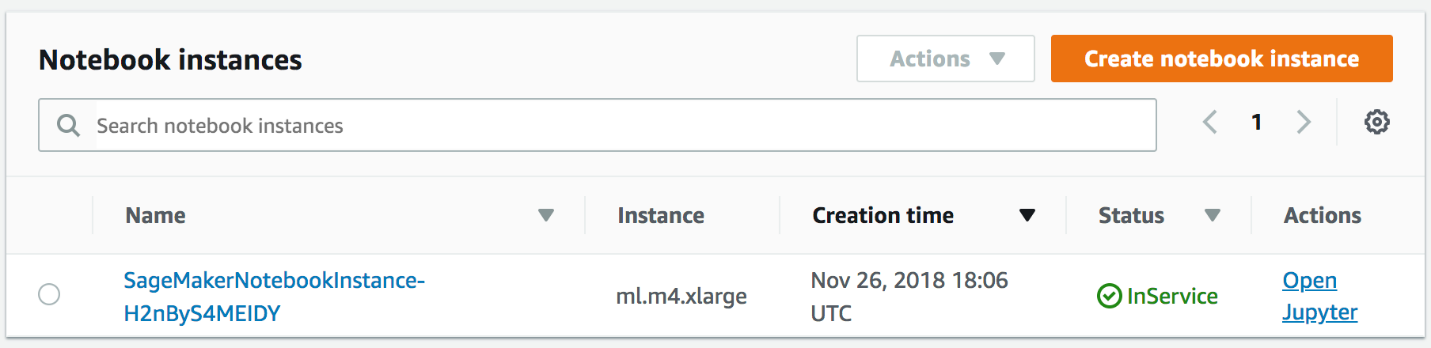 Notebook instances
Actions
Create notebook instance
Search notebook instances
1
Name
Instance
Creation time
Status
Actions
SageMakerNotebookInstance-
H2nByS4MEIDY
ml.m4.xlarge
Nov 26, 2018 18:06
UTC
InService
Open
Jupyter